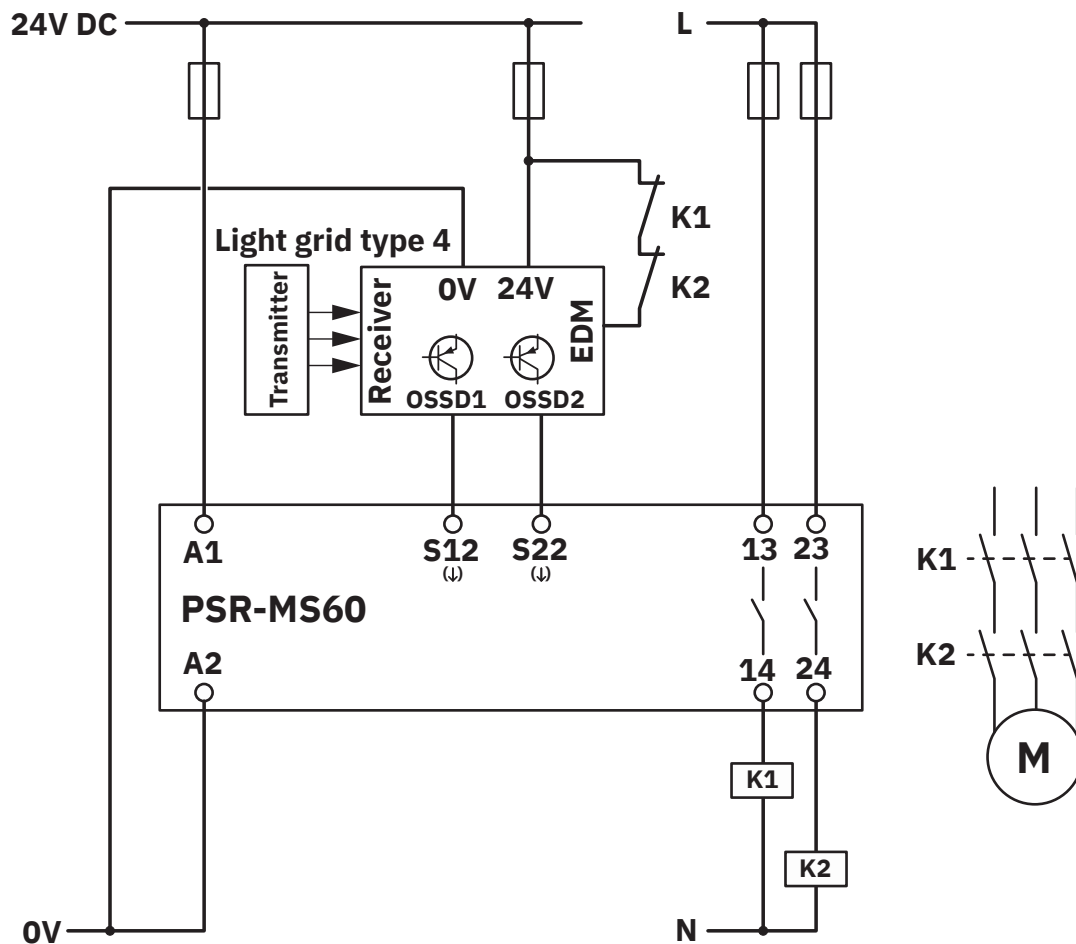 24V DC
L
K1
K2
Light grid type 4
Transmitter
Receiver
0V 24V
EDM
OSSD1 OSSD2
A1
S12 S22
(↓) (↓)
13 23
PSR-MS60
A2
14 24
K1
K2
M
K1
K2
0V
N